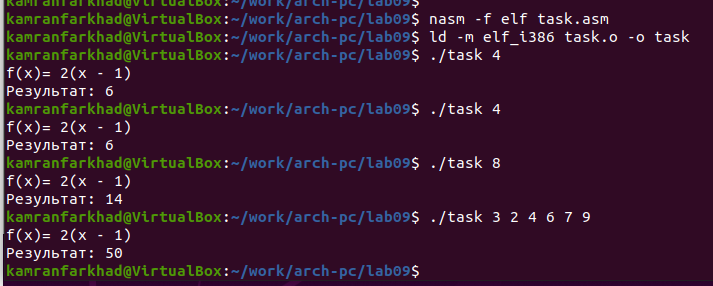 kamranfarkhad@VirtualBox:~/work/arch-pc/lab09$
kamranfarkhad@VirtualBox:~/work/arch-pc/lab09$ nasm -f elf task.asm
kamranfarkhad@VirtualBox:~/work/arch-pc/lab09$ ld -m elf_i386 task.o -o task
kamranfarkhad@VirtualBox:~/work/arch-pc/lab09$ ./task 4
f(x)= 2(x - 1)
Результат: 6
kamranfarkhad@VirtualBox:~/work/arch-pc/lab09$ ./task 4
f(x)= 2(x - 1)
Результат: 6
kamranfarkhad@VirtualBox:~/work/arch-pc/lab09$ ./task 8
f(x)= 2(x - 1)
Результат: 14
kamranfarkhad@VirtualBox:~/work/arch-pc/lab09$ ./task 3 2 4 6 7 9
f(x)= 2(x - 1)
Результат: 50
kamranfarkhad@VirtualBox:~/work/arch-pc/lab09$